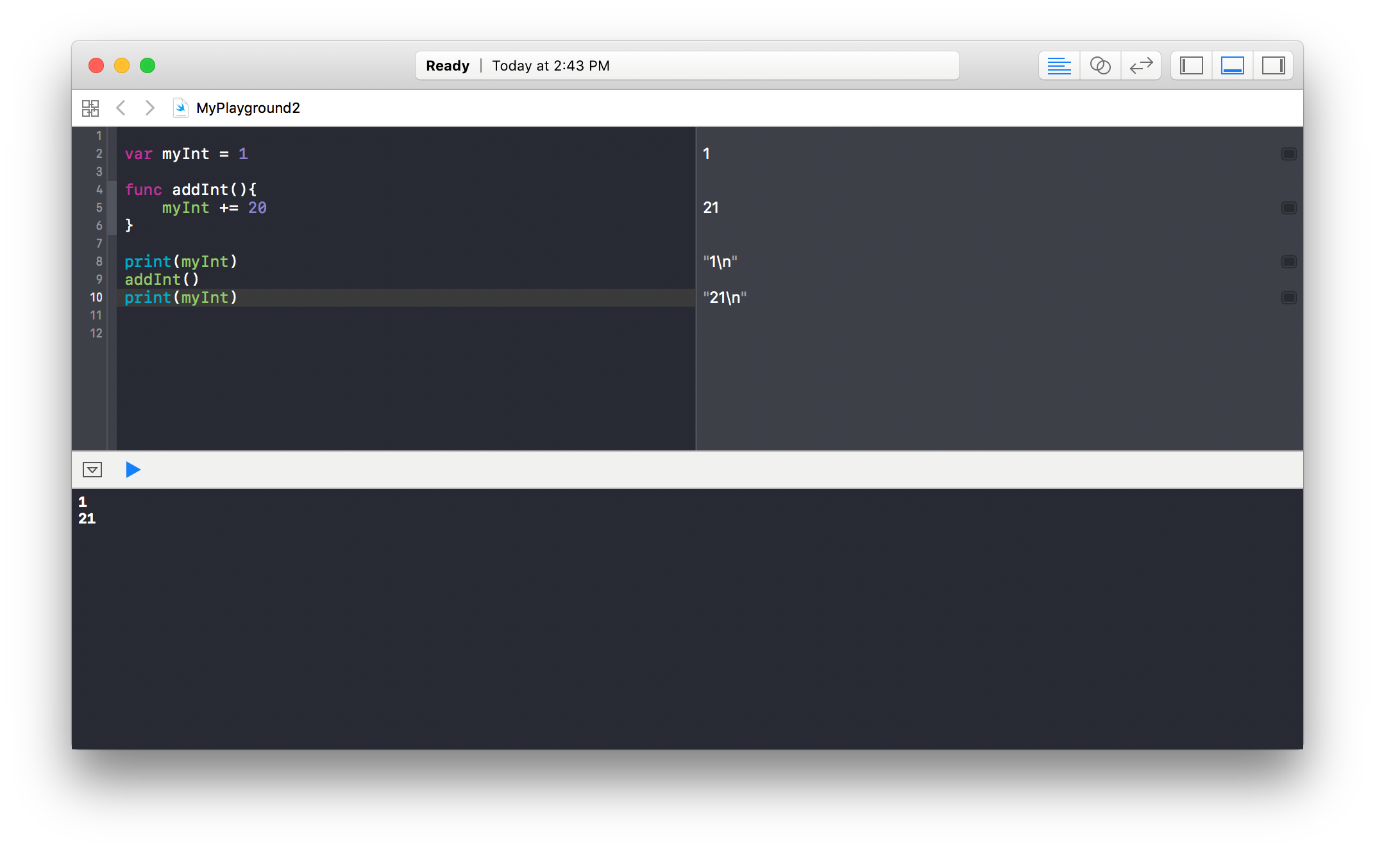 Ready | Today at 2:43 PM
MyPlayground2
1
2 var myInt = 1 1
3
4 func addInt(){
5 myInt += 20 21
6 }
7
8 print(myInt) "1\n"
9 addInt()
10 print(myInt) "21\n"
11
12
1
21